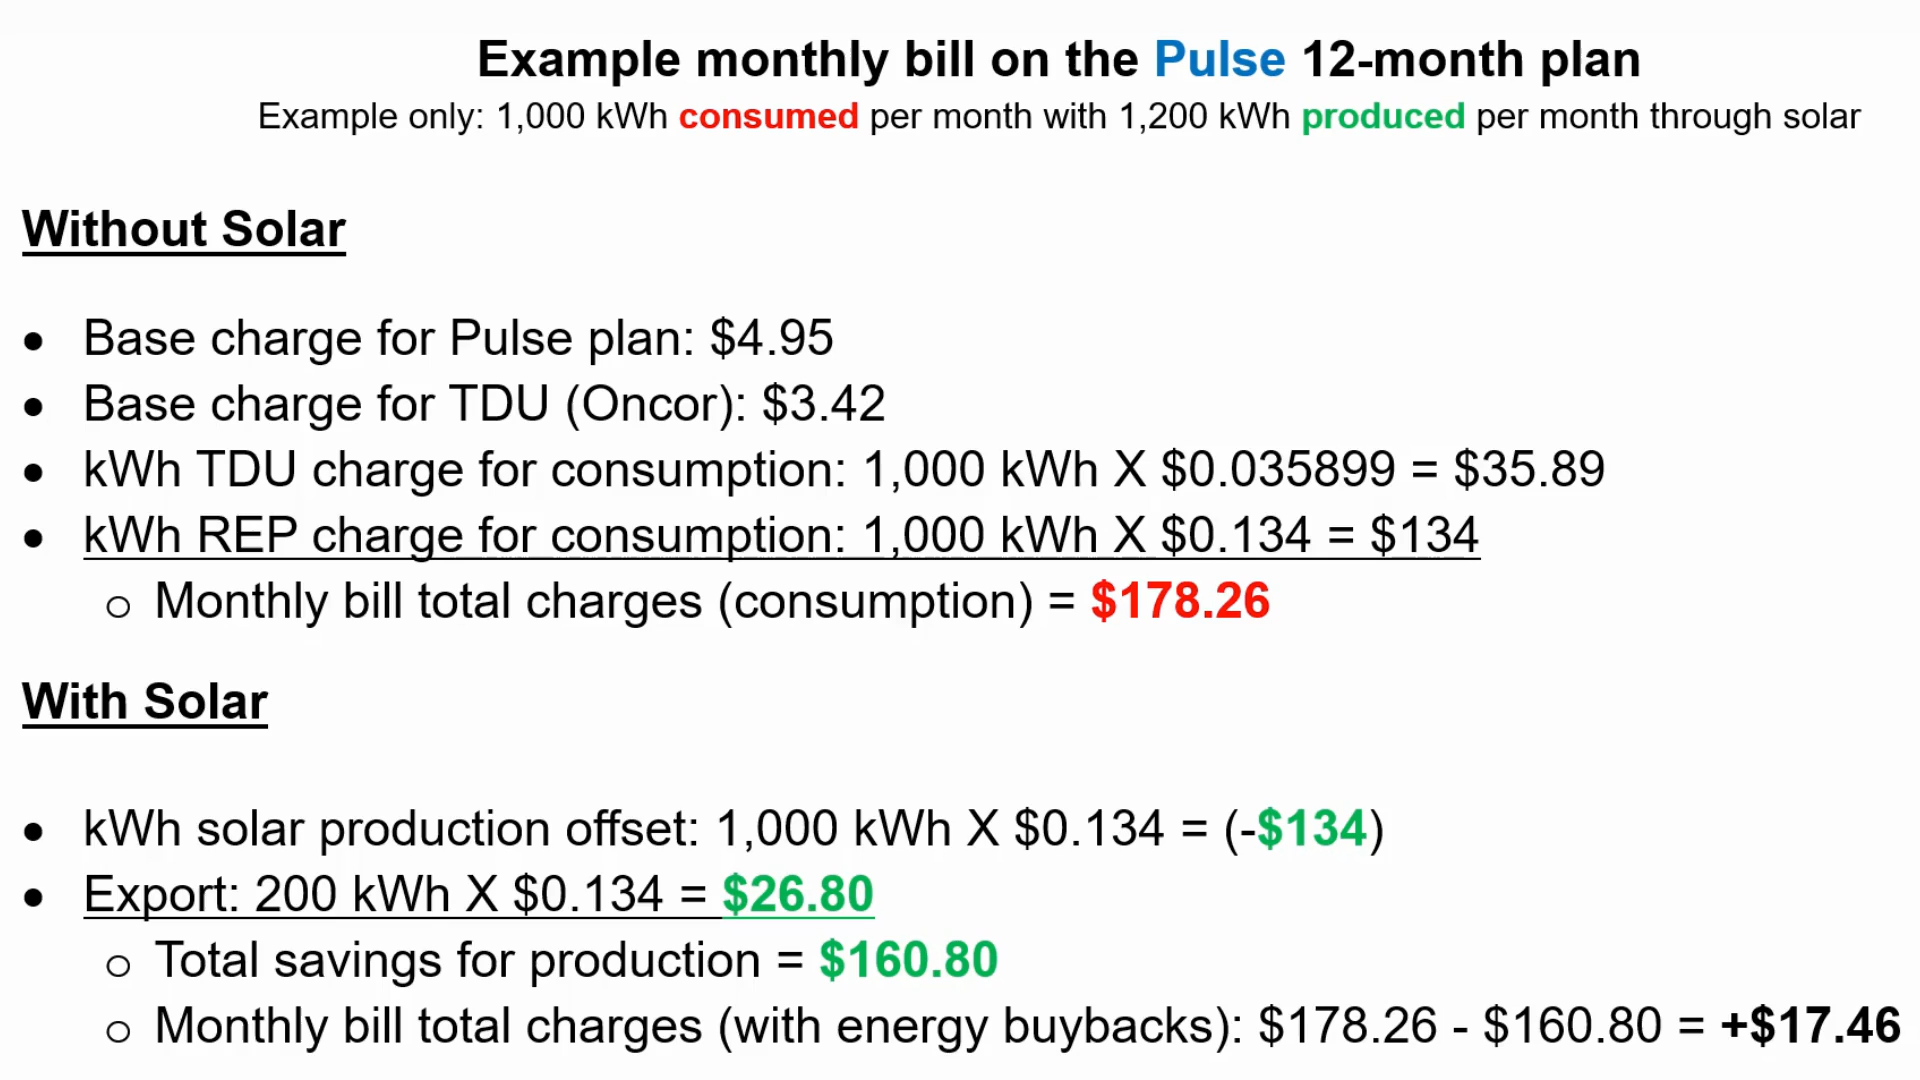 Example monthly bill on the Pulse 12-month plan
Example only: 1,000 kWh consumed per month with 1,200 kWh produced per month through solar
Without Solar
• Base charge for Pulse plan: $4.95
• Base charge for TDU (Oncor): $3.42
• kWh TDU charge for consumption: 1,000 kWh X $0.035899 = $35.89
• kWh REP charge for consumption: 1,000 kWh X $0.134 = $134
o Monthly bill total charges (consumption) = $178.26
With Solar
• kWh solar production offset: 1,000 kWh X $0.134 = (-$134)
• Export: 200 kWh X $0.134 = $26.80
o Total savings for production = $160.80
o Monthly bill total charges (with energy buybacks): $178.26 - $160.80 = +$17.46